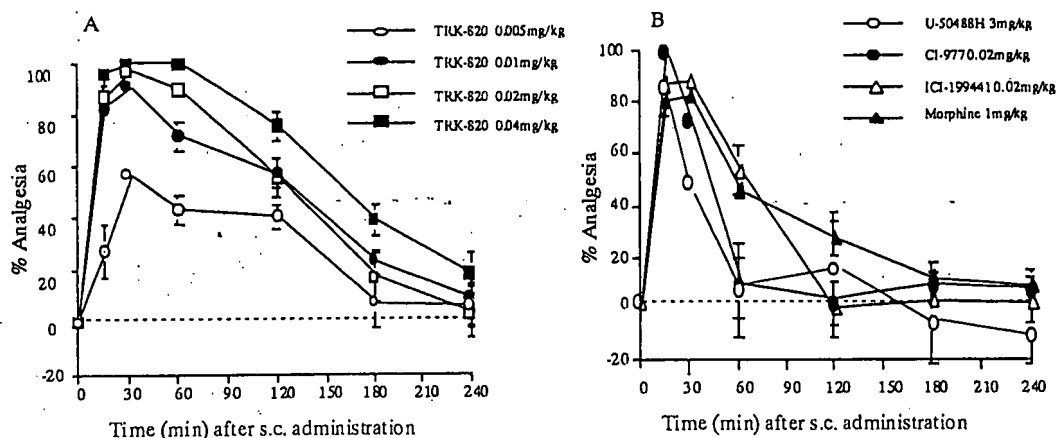 A
TRK-820 0.005mg/kg
TRK-820 0.01mg/kg
TRK-820 0.02mg/kg
TRK-820 0.04mg/kg
% Analgesia
100
80
60
40
20
0
-20
0 30 60 90 120 150 180 210 240
Time (min) after s.c. administration
B
U-50488H 3mg/kg
CI-9770.02mg/kg
ICI-1994410.02mg/kg
Morphine 1mg/kg
% Analgesia
100
80
60
40
20
0
-20
0 30 60 90 120 150 180 210 240
Time (min) after s.c. administration